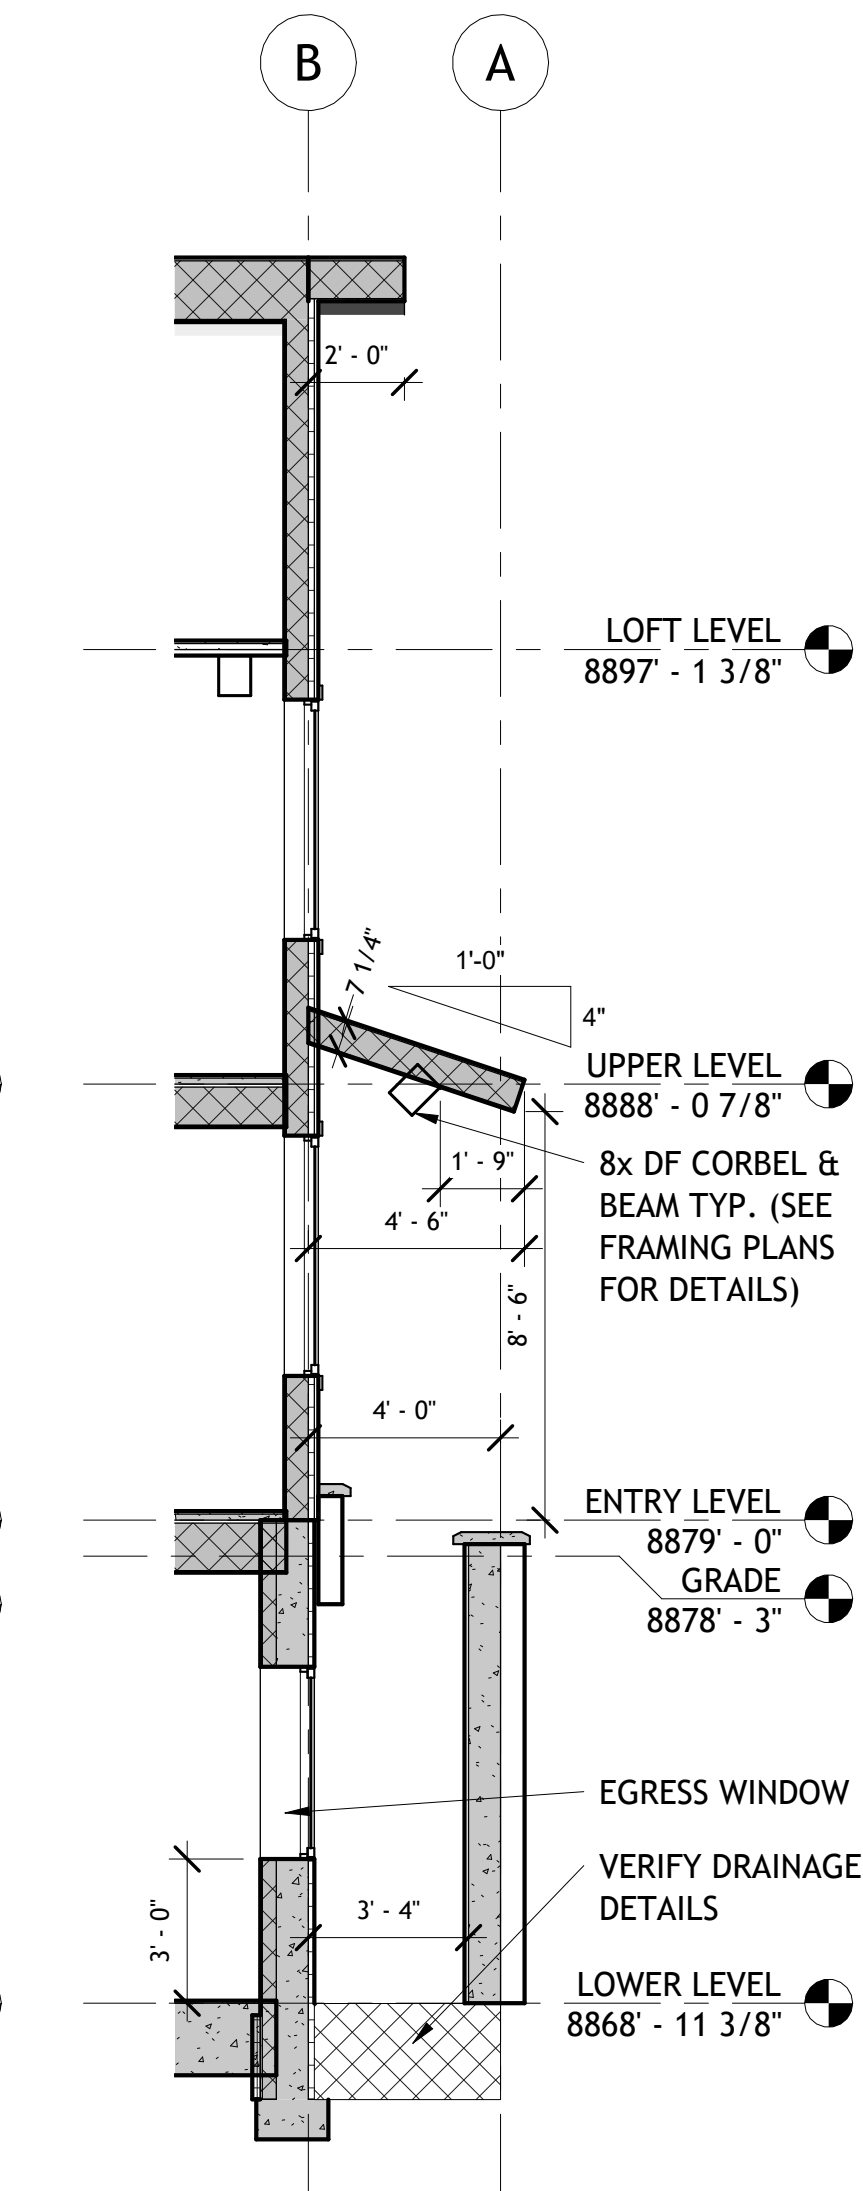 B
A
2' - 0"
LOFT LEVEL
8897' - 1 3/8"
7 1/4"
1'-0"
4"
UPPER LEVEL
8888' - 0 7/8"
1' - 9"
8x DF CORBEL &
BEAM TYP. (SEE
FRAMING PLANS
FOR DETAILS)
4' - 6"
8' - 6"
4' - 0"
ENTRY LEVEL
8879' - 0"
GRADE
8878' - 3"
EGRESS WINDOW
VERIFY DRAINAGE
DETAILS
3' - 0"
3' - 4"
LOWER LEVEL
8868' - 11 3/8"